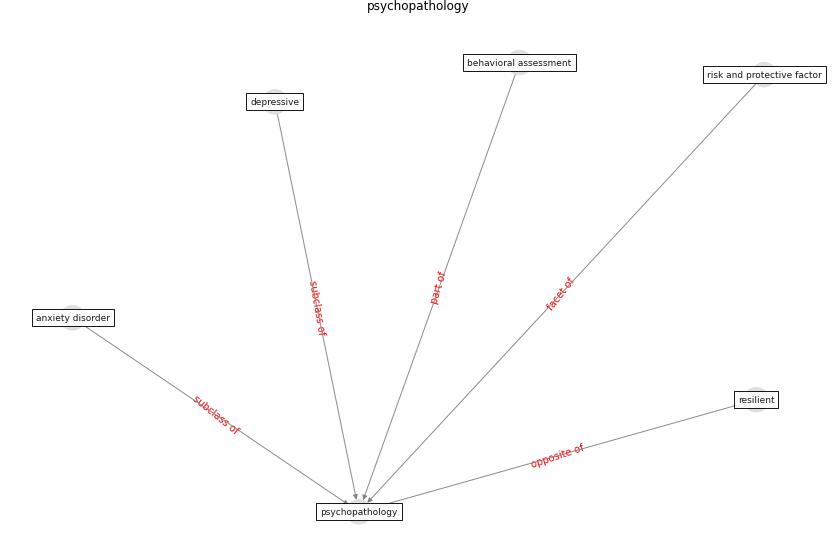 psychopathology
behavioral assessment
risk and protective factor
depressive
subclass of
part of
facet of
anxiety disorder
subclass of
resilient
opposite of
psychopathology